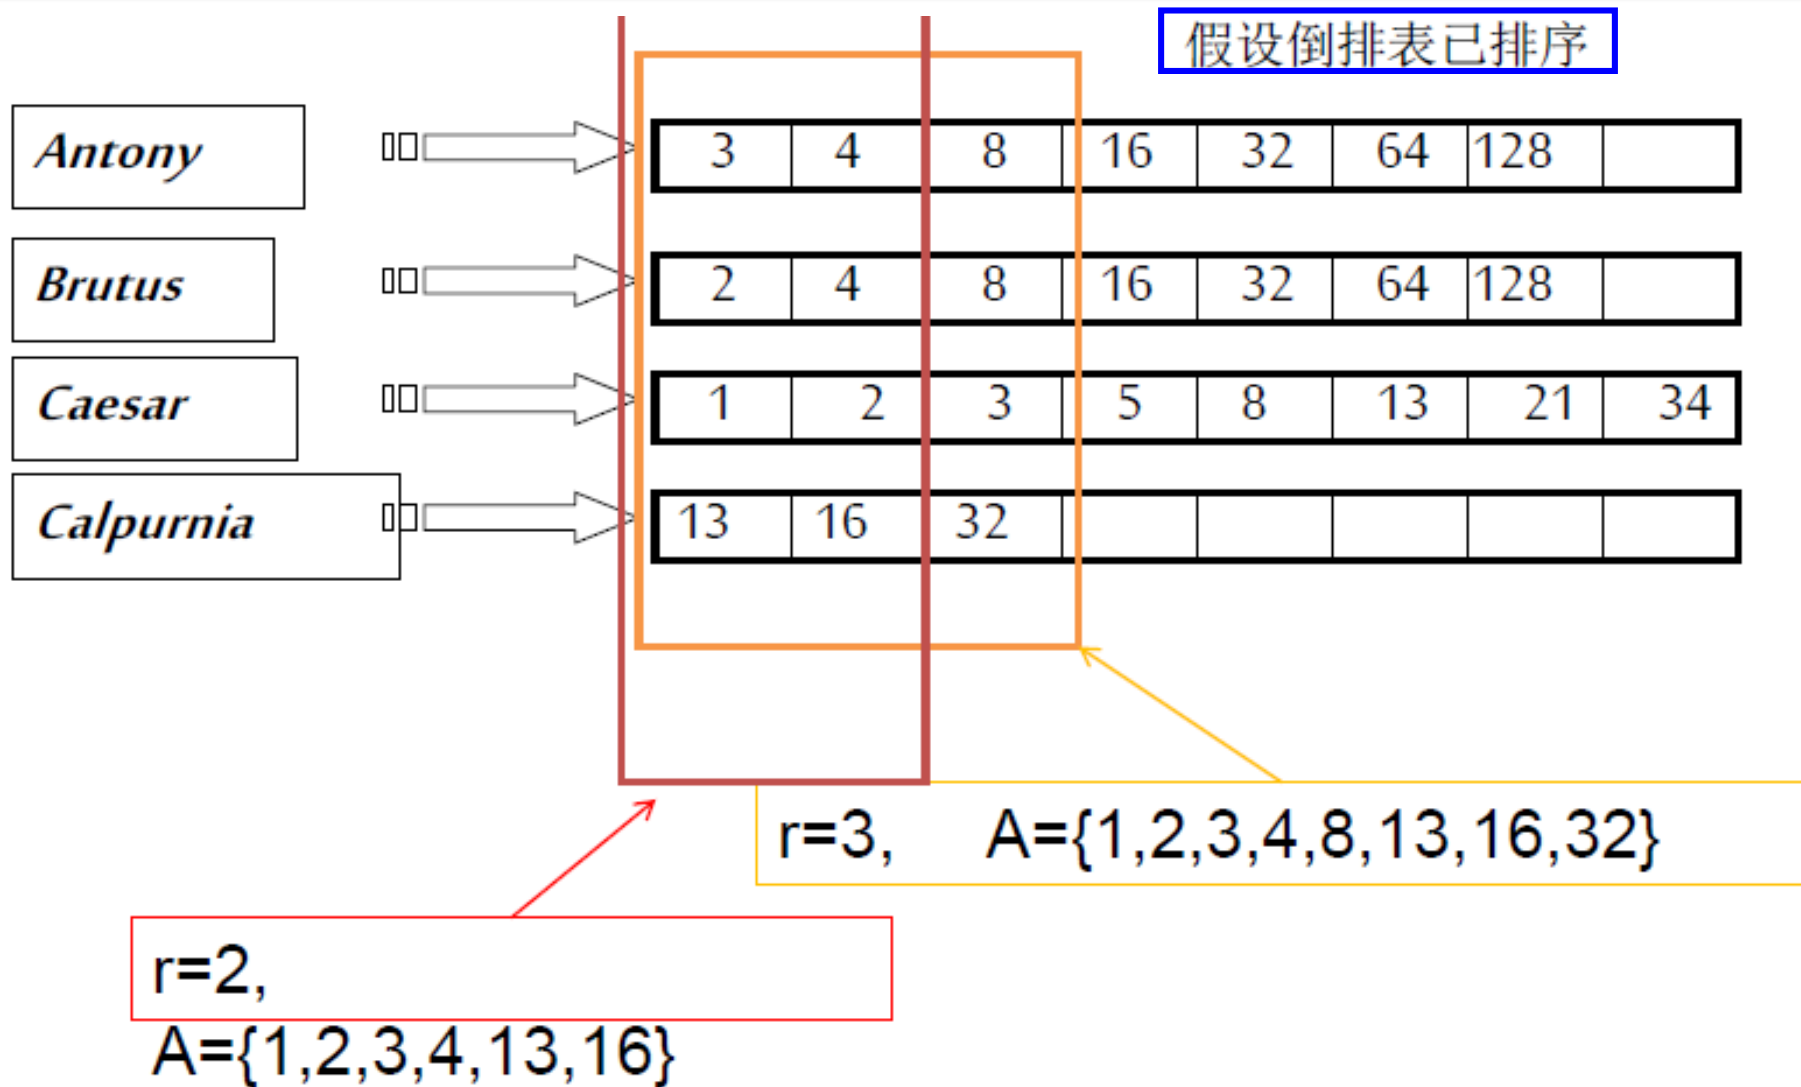 假设倒排表已排序
Antony 3 4 8 16 32 64 128
Brutus 2 4 8 16 32 64 128
Caesar 1 2 3 5 8 13 21 34
Calpurnia 13 16 32
r=3, A={1,2,3,4,8,13,16,32}
r=2,
A={1,2,3,4,13,16}